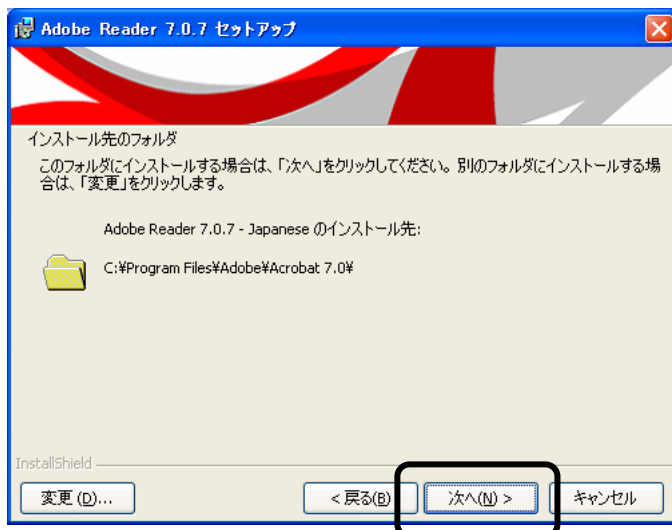 Adobe Reader 7.0.7 セットアップ
インストール先のフォルダ
このフォルダにインストールする場合は、「次へ」をクリックしてください。別のフォルダにインストールする場
合は、「変更」をクリックします。
Adobe Reader 7.0.7 - Japanese のインストール先:
C:¥Program Files¥Adobe¥Acrobat 7.0¥
InstallShield
変更(D)... < 戻る(B) 次へ(N) > キャンセル